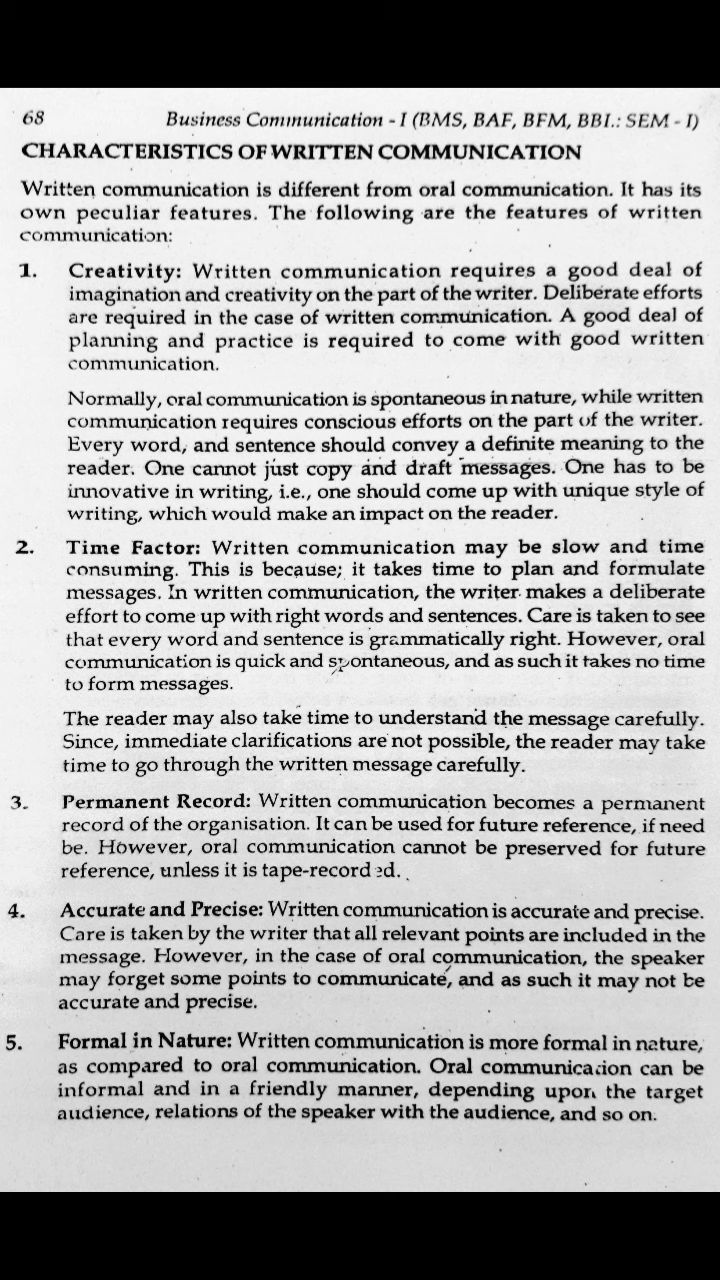 68 Business Communication - I (BMS, BAF, BFM, BBI.: SEM - I)
CHARACTERISTICS OF WRITTEN COMMUNICATION
Written communication is different from oral communication. It has its
own peculiar features. The following are the features of written
communication:
1. Creativity: Written communication requires a good deal of
imagination and creativity on the part of the writer. Deliberate efforts
are required in the case of written communication. A good deal of
planning and practice is required to come with good written
communication.
Normally, oral communication is spontaneous in nature, while written
communication requires conscious efforts on the part of the writer.
Every word, and sentence should convey a definite meaning to the
reader. One cannot just copy and draft messages. One has to be
innovative in writing, i.e., one should come up with unique style of
writing, which would make an impact on the reader.
2. Time Factor: Written communication may be slow and time
consuming. This is because; it takes time to plan and formulate
messages. In written communication, the writer makes a deliberate
effort to come up with right words and sentences. Care is taken to see
that every word and sentence is grammatically right. However, oral
communication is quick and spontaneous, and as such it takes no time
to form messages.
The reader may also take time to understand the message carefully.
Since, immediate clarifications are not possible, the reader may take
time to go through the written message carefully.
3. Permanent Record: Written communication becomes a permanent
record of the organisation. It can be used for future reference, if need
be. However, oral communication cannot be preserved for future
reference, unless it is tape-recorded.
4. Accurate and Precise: Written communication is accurate and precise.
Care is taken by the writer that all relevant points are included in the
message. However, in the case of oral communication, the speaker
may forget some points to communicate, and as such it may not be
accurate and precise.
5. Formal in Nature: Written communication is more formal in nature,
as compared to oral communication. Oral communication can be
informal and in a friendly manner, depending upon the target
audience, relations of the speaker with the audience, and so on.